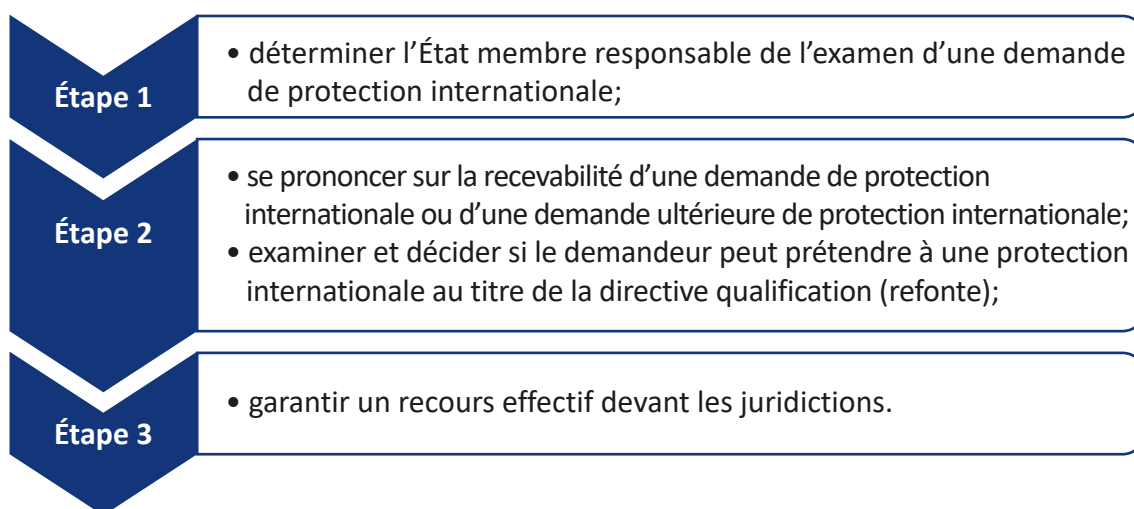 Étape 1
• déterminer l’État membre responsable de l’examen d’une demande
de protection internationale;
Étape 2
• se prononcer sur la recevabilité d’une demande de protection
internationale ou d’une demande ultérieure de protection internationale;
• examiner et décider si le demandeur peut prétendre à une protection
internationale au titre de la directive qualification (refonte);
Étape 3
• garantir un recours effectif devant les juridictions.